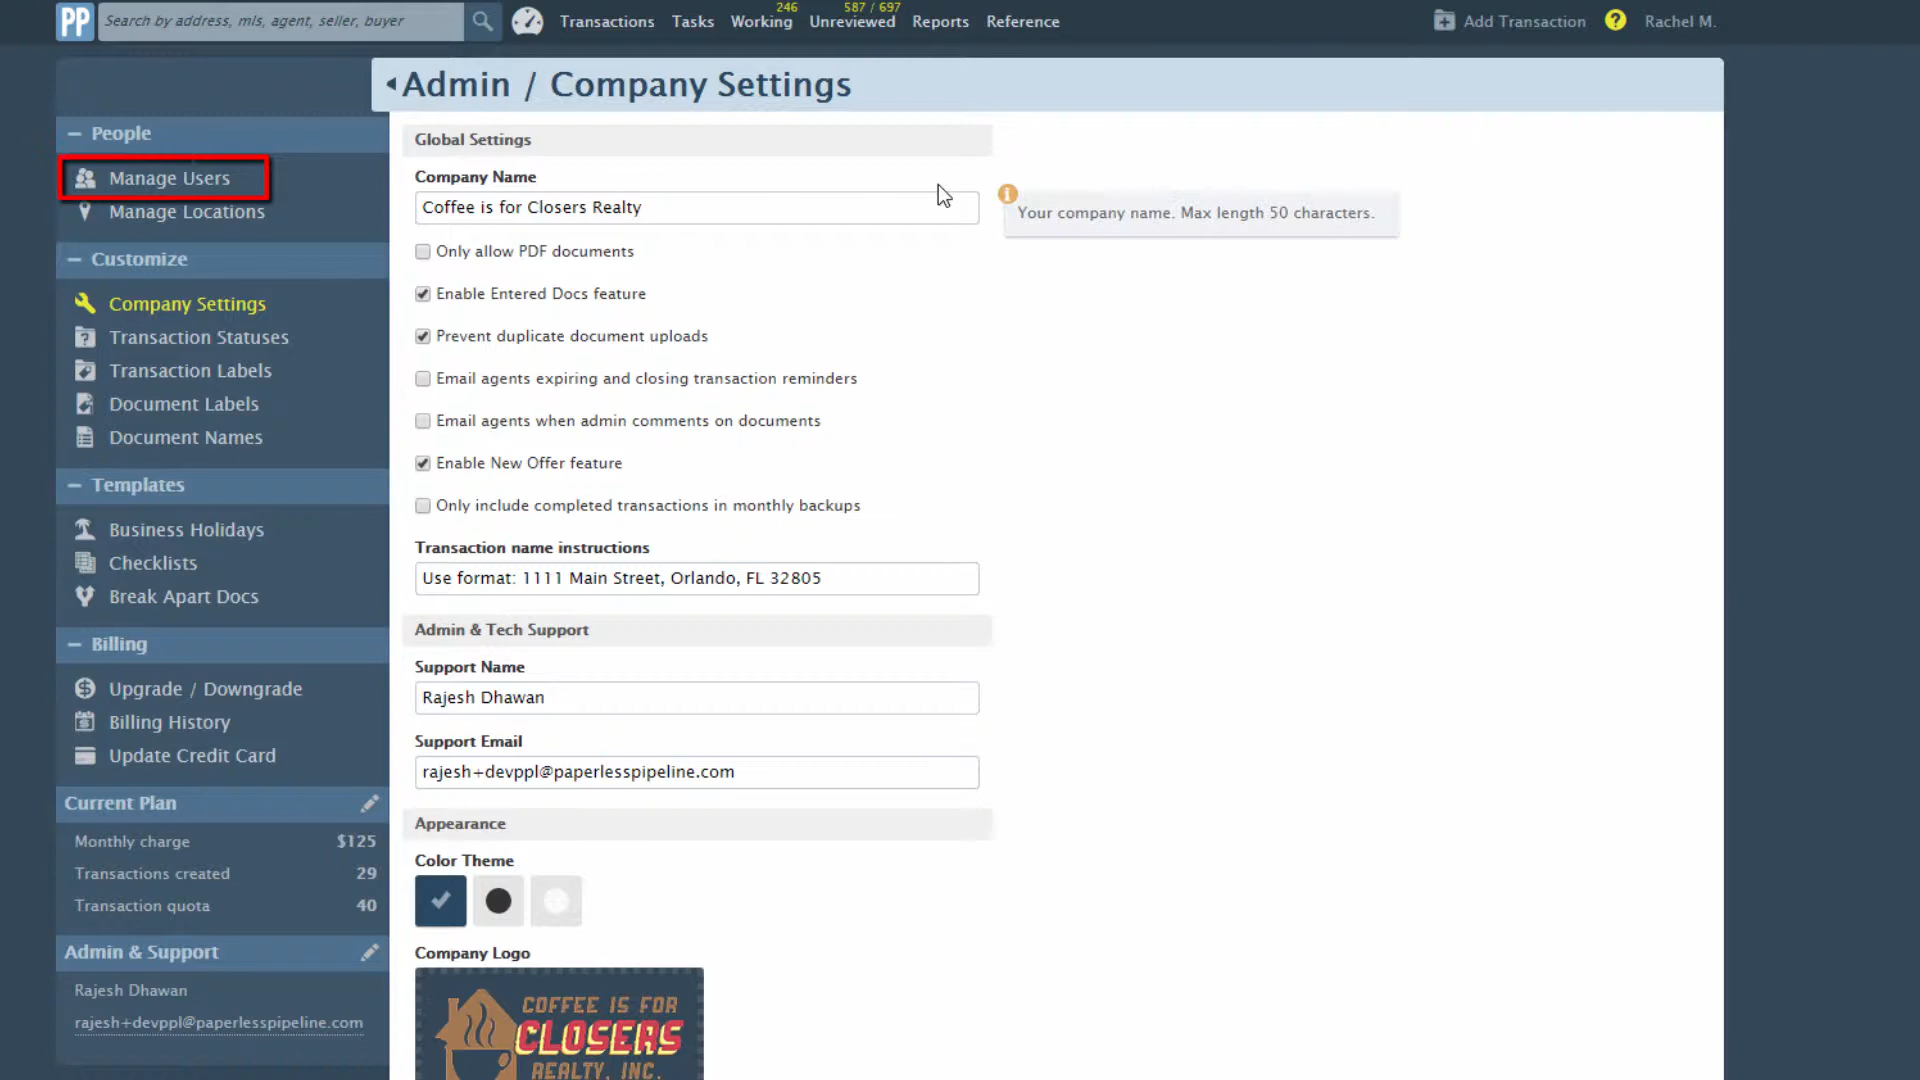 PP
Search by address, mls, agent, seller, buyer
Transactions
Tasks
246
Working
587 / 697
Unreviewed
Reports
Reference
Add Transaction
?
Rachel M.
Admin / Company Settings
People
Manage Users
Manage Locations
Customize
Company Settings
Transaction Statuses
Transaction Labels
Document Labels
Document Names
Templates
Business Holidays
Checklists
Break Apart Docs
Billing
Upgrade / Downgrade
Billing History
Update Credit Card
Current Plan
Monthly charge $125
Transactions created 29
Transaction quota 40
Admin & Support
Rajesh Dhawan
rajesh+devppl@paperlesspipeline.com
Global Settings
Company Name
Coffee is for Closers Realty
Your company name. Max length 50 characters.
Only allow PDF documents
Enable Entered Docs feature
Prevent duplicate document uploads
Email agents expiring and closing transaction reminders
Email agents when admin comments on documents
Enable New Offer feature
Only include completed transactions in monthly backups
Transaction name instructions
Use format: 1111 Main Street, Orlando, FL 32805
Admin & Tech Support
Support Name
Rajesh Dhawan
Support Email
rajesh+devppl@paperlesspipeline.com
Appearance
Color Theme
Company Logo
COFFEE IS FOR
CLOSERS
REALTY, INC.